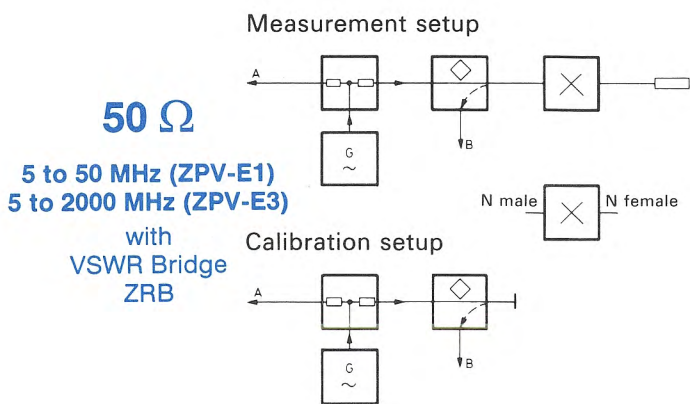 Measurement setup
A
B
G
~
50 Ω
5 to 50 MHz (ZPV-E1)
5 to 2000 MHz (ZPV-E3)
with
VSWR Bridge
ZRB
N male
N female
Calibration setup
A
B
G
~